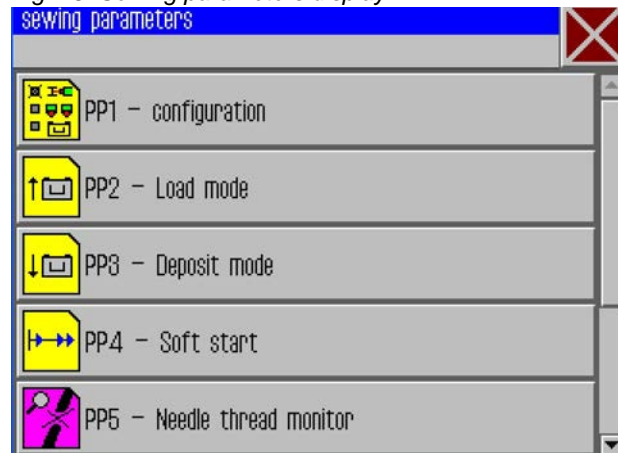 sewing parameters
PP1 - configuration
PP2 - Load mode
PP3 - Deposit mode
PP4 - Soft start
PP5 - Needle thread monitor